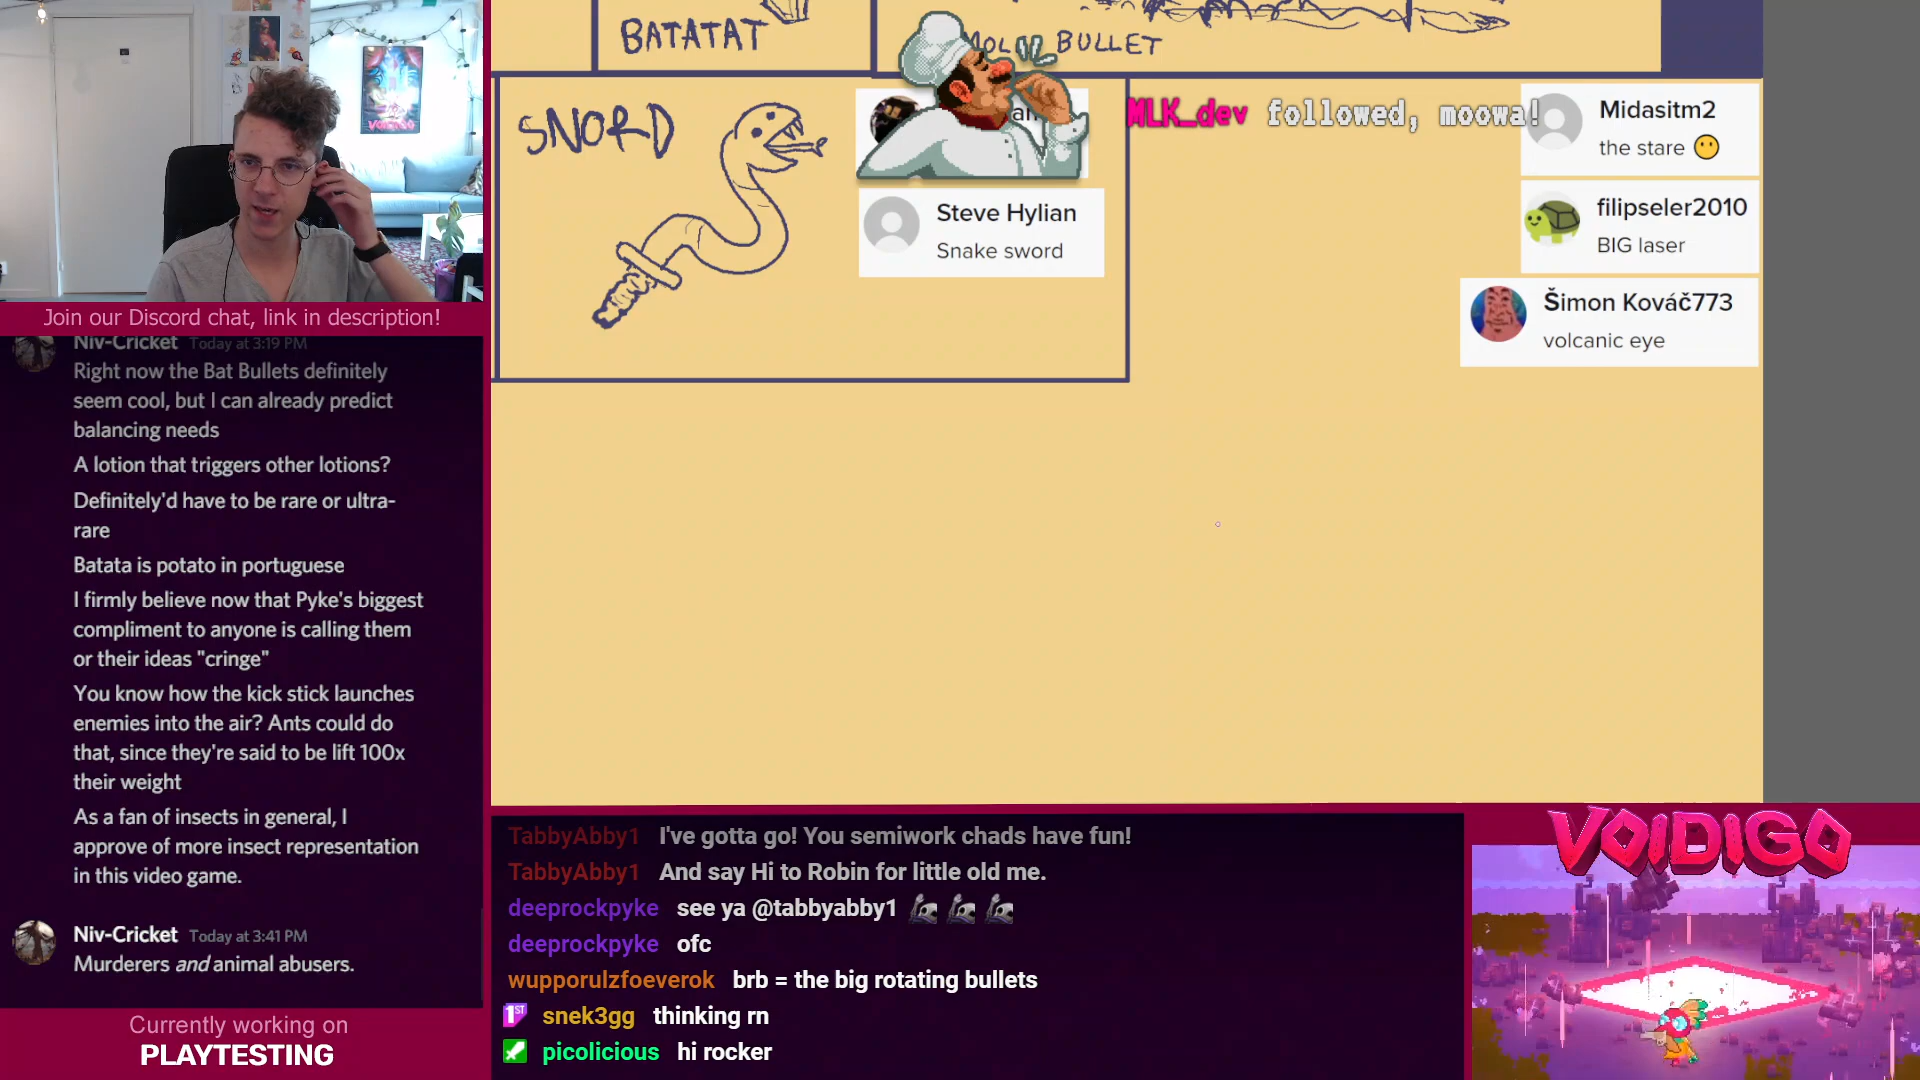 BATATAT
BULLET
SNORD
Steve Hylian
Snake sword
MLK_dev followed, moowa!
Midasitm2
the stare
filipseler2010
BIG laser
Šimon Kováč773
volcanic eye
VOIDIGO
Join our Discord chat, link in description!
Niv-Cricket Today at 3:19 PM
Right now the Bat Bullets definitely
seem cool, but I can already predict
balancing needs
A lotion that triggers other lotions?
Definitely'd have to be rare or ultra-
rare
Batata is potato in portuguese
I firmly believe now that Pyke's biggest
compliment to anyone is calling them
or their ideas "cringe"
You know how the kick stick launches
enemies into the air? Ants could do
that, since they're said to be lift 100x
their weight
As a fan of insects in general, I
approve of more insect representation
in this video game.
Niv-Cricket Today at 3:41 PM
Murderers and animal abusers.
Currently working on
PLAYTESTING
TabbyAbby1 I've gotta go! You semiwork chads have fun!
TabbyAbby1 And say Hi to Robin for little old me.
deeprockpyke see ya @tabbyabby1
deeprockpyke ofc
wupporulzfoeverok brb = the big rotating bullets
1ST snek3gg thinking rn
picolicious hi rocker
VOIDIGO